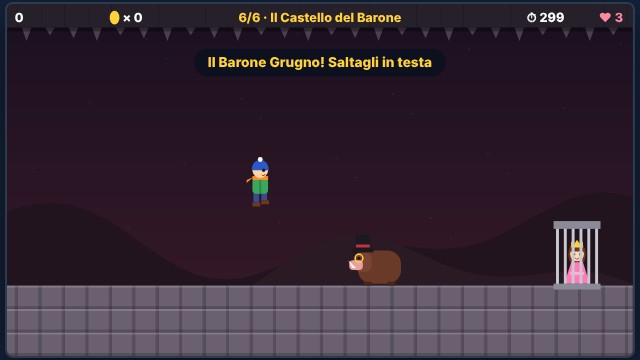 0
× 0
6/6 · Il Castello del Barone
299
3
Il Barone Grugno! Saltagli in testa